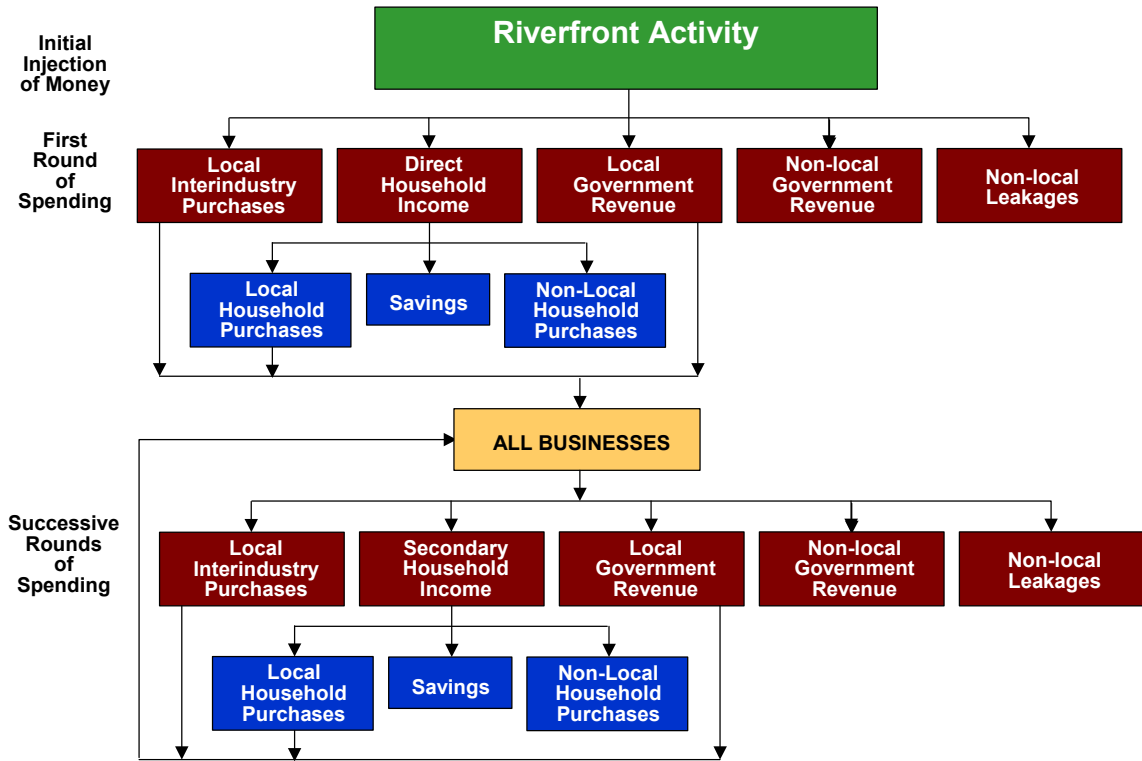 Riverfront Activity
Initial
Injection
of Money
First
Round
of
Spending
Local
Interindustry
Purchases
Direct
Household
Income
Local
Government
Revenue
Non-local
Government
Revenue
Non-local
Leakages
Local
Household
Purchases
Savings
Non-Local
Household
Purchases
ALL BUSINESSES
Successive
Rounds
of
Spending
Local
Interindustry
Purchases
Secondary
Household
Income
Local
Government
Revenue
Non-local
Government
Revenue
Non-local
Leakages
Local
Household
Purchases
Savings
Non-Local
Household
Purchases